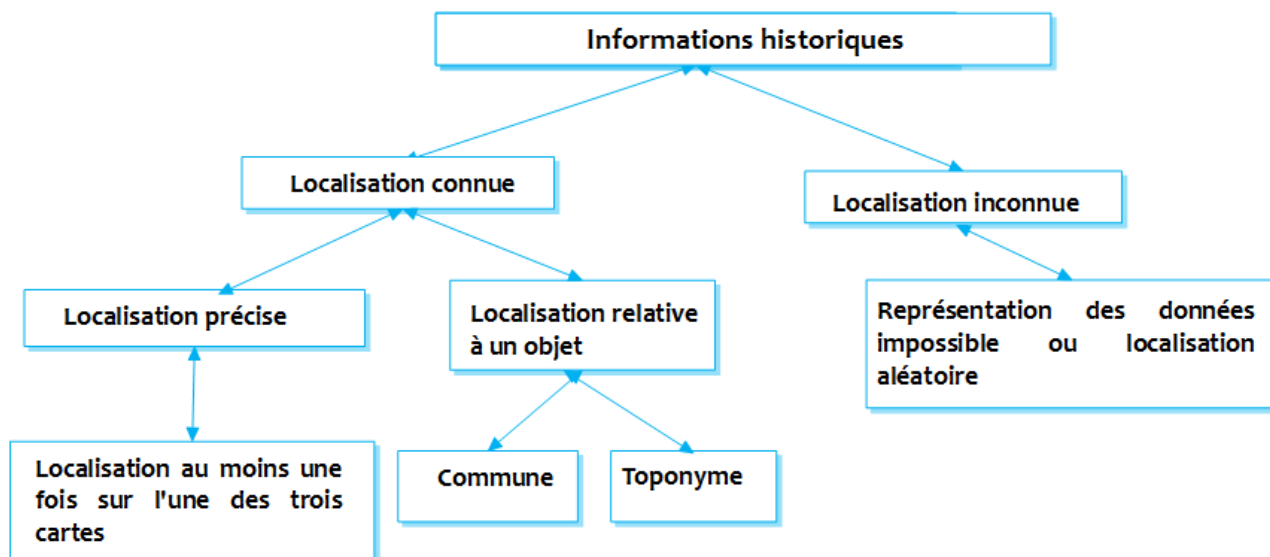 Informations historiques
Localisation connue
Localisation inconnue
Localisation précise
Localisation relative
à un objet
Représentation des données
impossible ou localisation
aléatoire
Localisation au moins une
fois sur l'une des trois
cartes
Commune
Toponyme